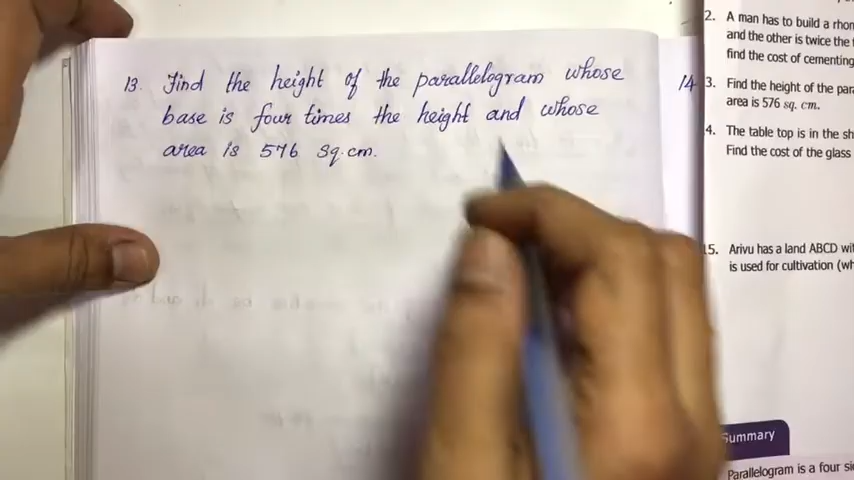 13. Find the height of the parallelogram whose
base is four times the height and whose
area is 576 Sq.cm.
14
2. A man has to build a rhom
and the other is twice the
find the cost of cementing
3. Find the height of the par
area is 576 sq. cm.
4. The table top is in the sh
Find the cost of the glass
15. Arivu has a land ABCD wit
is used for cultivation (wh
Summary
Parallelogram is a four si